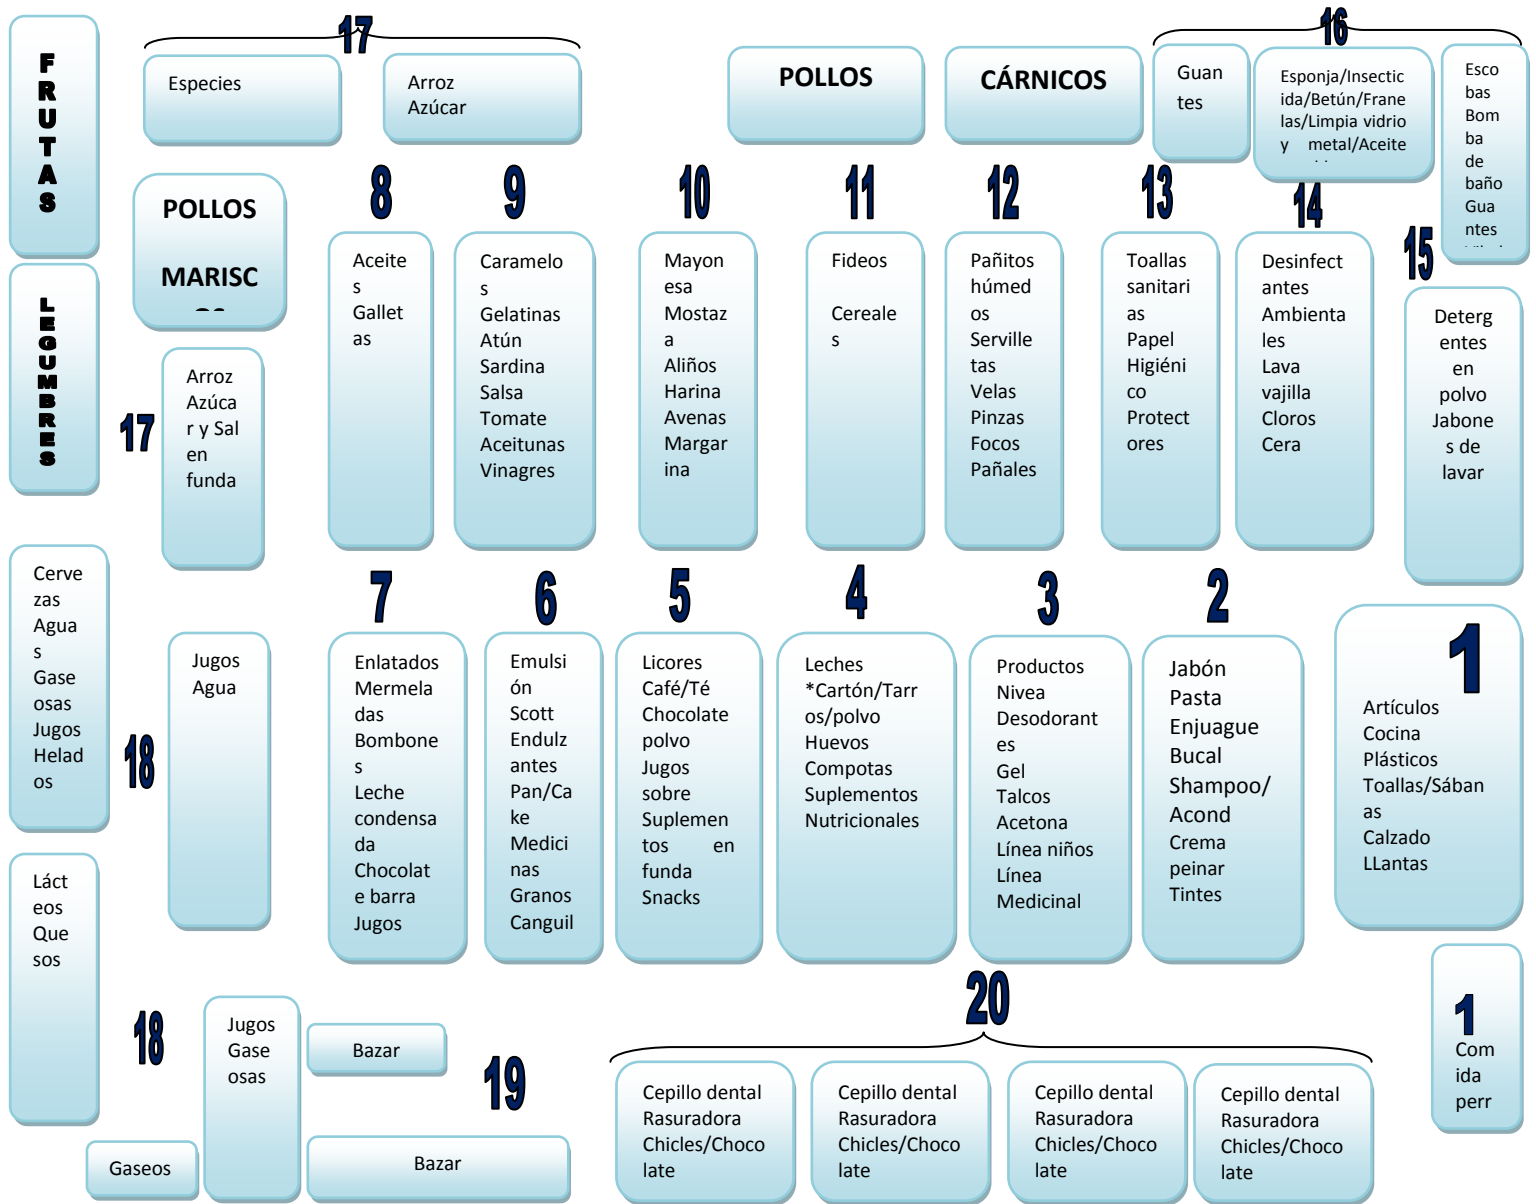 FRUTAS
17
Especies
Arroz
Azúcar
POLLOS
CÁRNICOS
16
Guan
tes
Esponja/Insectic
ida/Betún/Frane
las/Limpia vidrio
y metal/Aceite
Esco
bas
Bom
ba
de
baño
Gua
ntes
POLLOS
MARISC
LEGUMBRES
17
Arroz
Azúca
r y Sal
en
funda
8
Aceite
s
Gallet
as
9
Caramelo
s
Gelatinas
Atún
Sardina
Salsa
Tomate
Aceitunas
Vinagres
10
Mayon
esa
Mostaz
a
Aliños
Harina
Avenas
Margar
ina
11
Fideos
Cereale
s
12
Pañitos
húmed
os
Serville
tas
Velas
Pinzas
Focos
Pañales
13
Toallas
sanitari
as
Papel
Higiéni
co
Protect
ores
14
Desinfect
antes
Ambienta
les
Lava
vajilla
Cloros
Cera
15
Deterg
entes
en
polvo
Jabone
s de
lavar
Cerve
zas
Agua
s
Gase
osas
Jugos
Helad
os
18
Jugos
Agua
7
Enlatados
Mermela
das
Bombone
s
Leche
condensa
da
Chocolat
e barra
Jugos
6
Emulsi
ón
Scott
Endulz
antes
Pan/Ca
ke
Medici
nas
Granos
Canguil
5
Licores
Café/Té
Chocolate
polvo
Jugos
sobre
Suplemen
tos en
funda
Snacks
4
Leches
*Cartón/Tarr
os/polvo
Huevos
Compotas
Suplementos
Nutricionales
3
Productos
Nivea
Desodorant
es
Gel
Talcos
Acetona
Línea niños
Línea
Medicinal
2
Jabón
Pasta
Enjuague
Bucal
Shampoo/
Acond
Crema
peinar
Tintes
1
Artículos
Cocina
Plásticos
Toallas/Sában
as
Calzado
LLantas
Láct
eos
Que
sos
18
Jugos
Gase
osas
Gaseos
Bazar
19
Bazar
20
Cepillo dental
Rasuradora
Chicles/Choco
late
Cepillo dental
Rasuradora
Chicles/Choco
late
Cepillo dental
Rasuradora
Chicles/Choco
late
Cepillo dental
Rasuradora
Chicles/Choco
late
1
Com
ida
perr